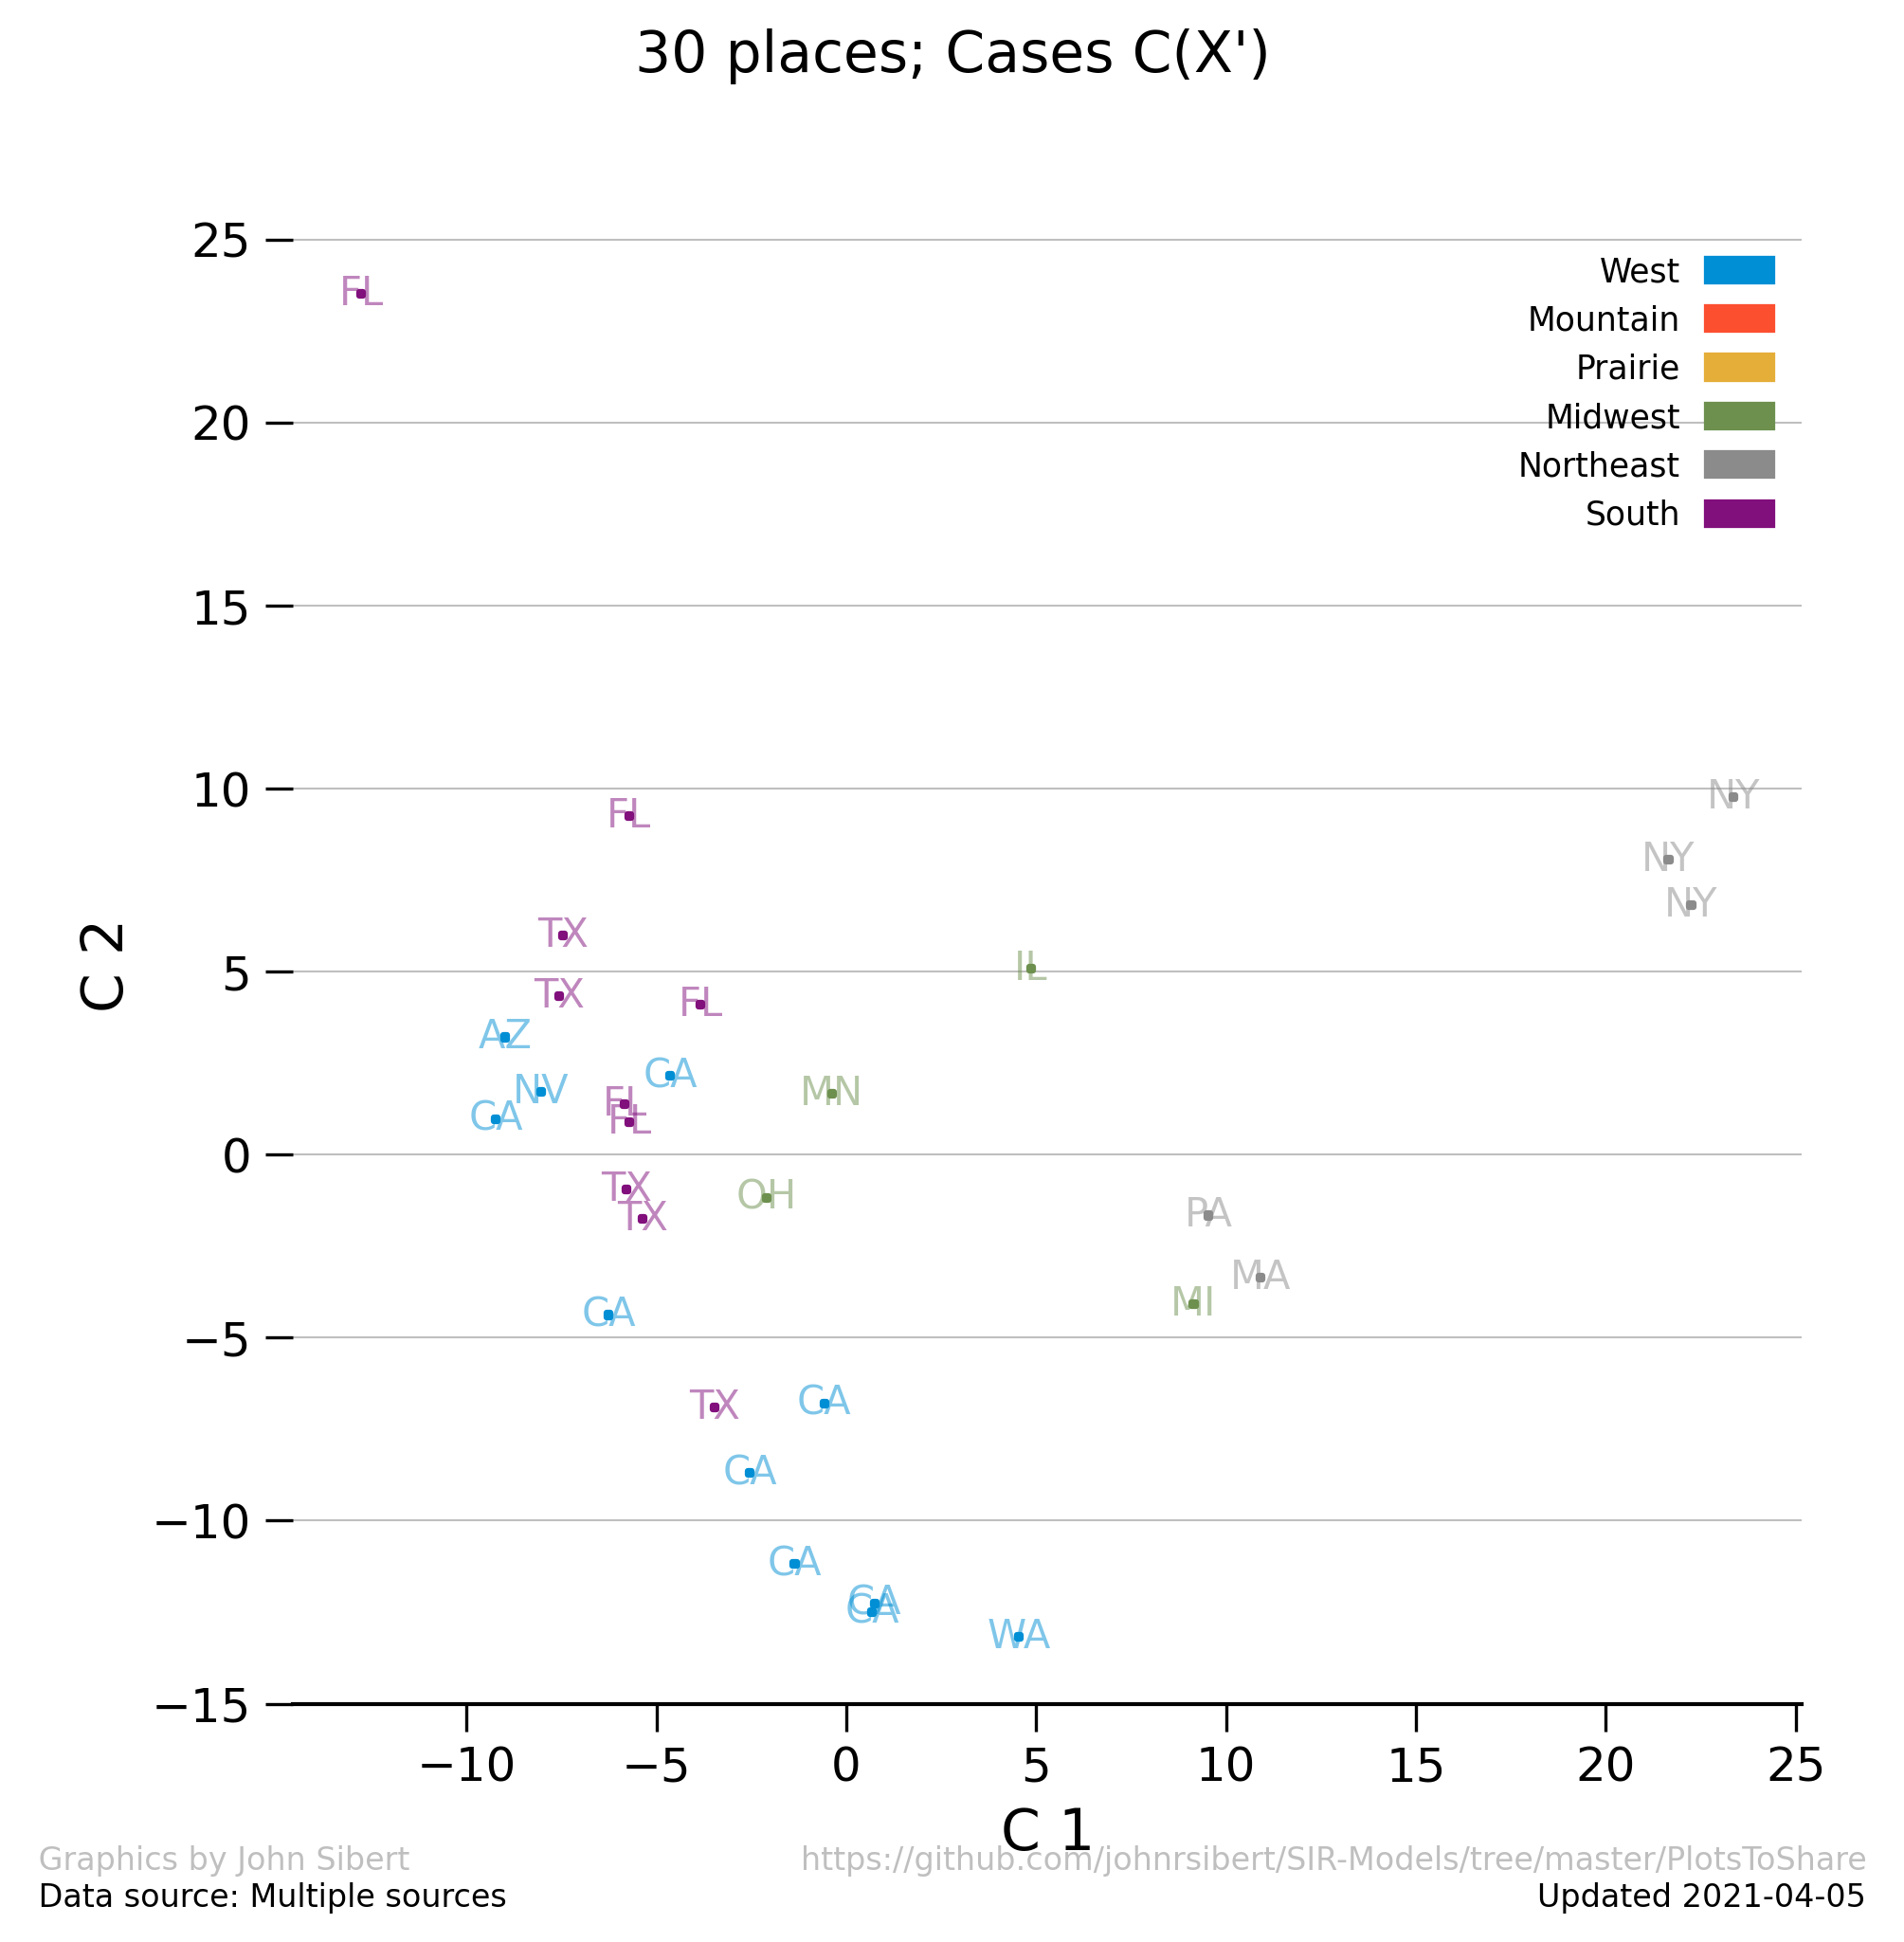 30 places; Cases C(X')
25
FL
West
Mountain
Prairie
20
Midwest
Northeast
South
15
10
NY
FL
NY
NY
TX
C 2
5
IL
TX
FL
AZ
CA
NV
MN
FL
CA
FL
0
TX
OH
PA
TX
MA
MI
CA
−5
CA
TX
CA
−10
CA
CA
CA
WA
−15
−10 −5 0 5 10 15 20 25
C 1
Graphics by John Sibert https://github.com/johnrsibert/SIR-Models/tree/master/PlotsToShare
Data source: Multiple sources Updated 2021-04-05